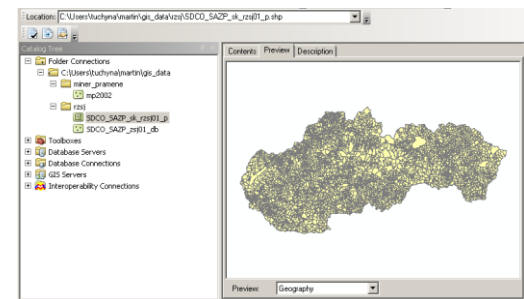 Location: C:\Users\tuchyna\martin\gis_data\rzsj\SDCO_SAZP_sk_rzsj01_p.shp
Catalog Tree
Folder Connections
C:\Users\tuchyna\martin\gis_data
miner_pramene
mp2002
rzsj
SDCO_SAZP_sk_rzsj01_p
SDCO_SAZP_zsj01_db
Toolboxes
Database Servers
Database Connections
GIS Servers
Interoperability Connections
Contents Preview Description
Preview: Geography